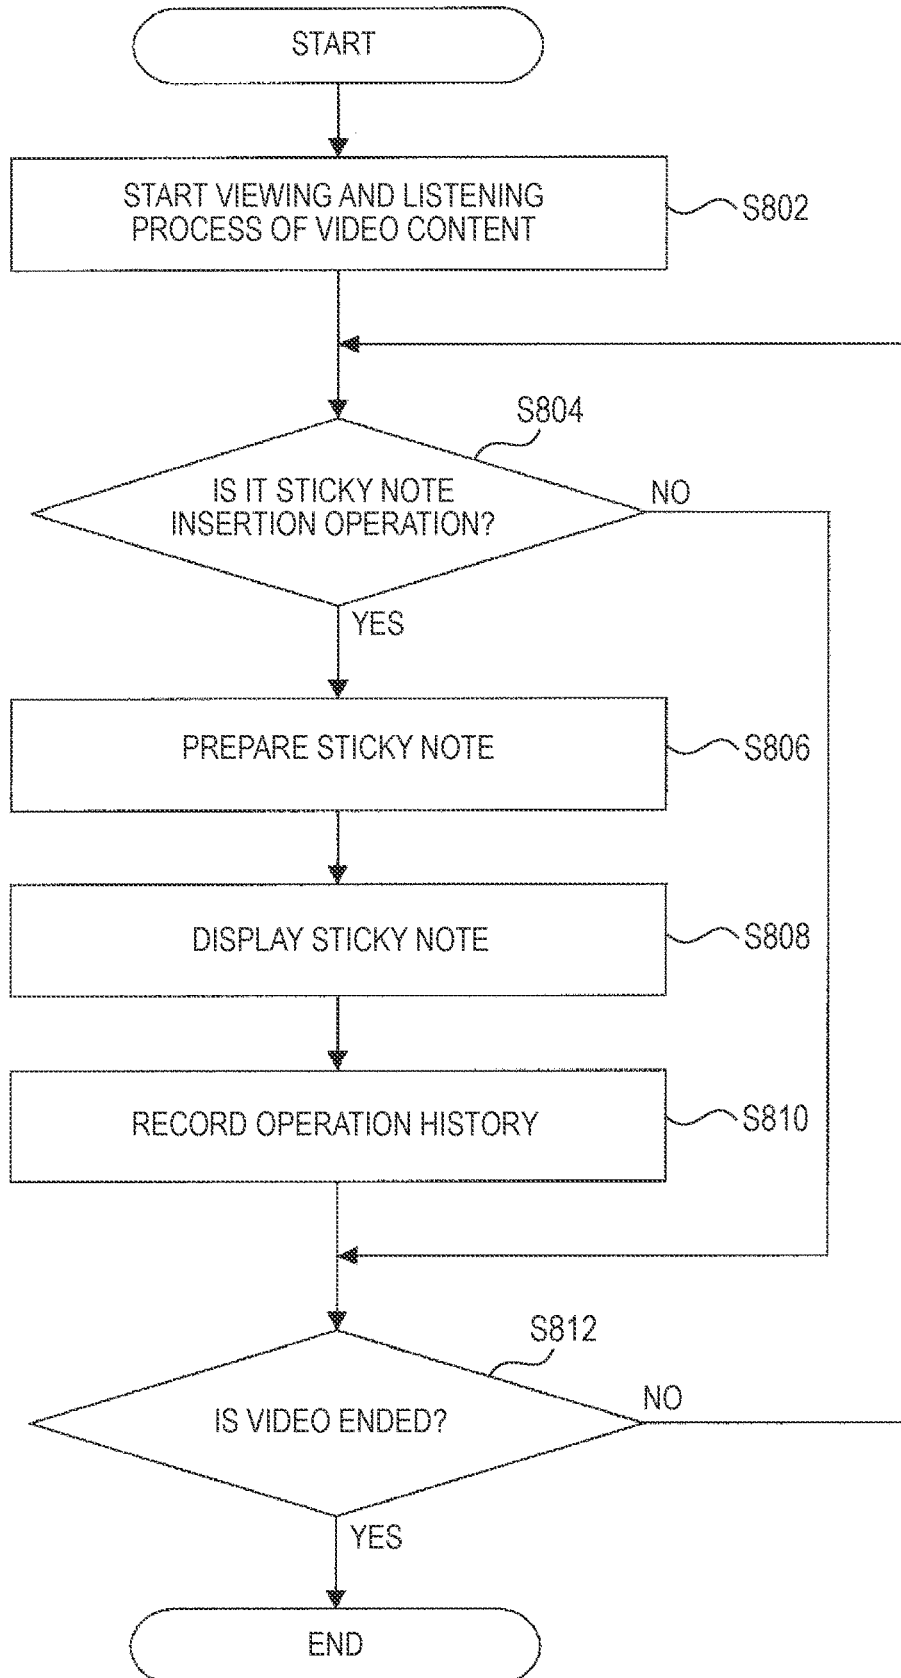 START
START VIEWING AND LISTENING
PROCESS OF VIDEO CONTENT
S802
S804
IS IT STICKY NOTE
INSERTION OPERATION?
NO
YES
PREPARE STICKY NOTE
S806
DISPLAY STICKY NOTE
S808
RECORD OPERATION HISTORY
S810
S812
IS VIDEO ENDED?
NO
YES
END